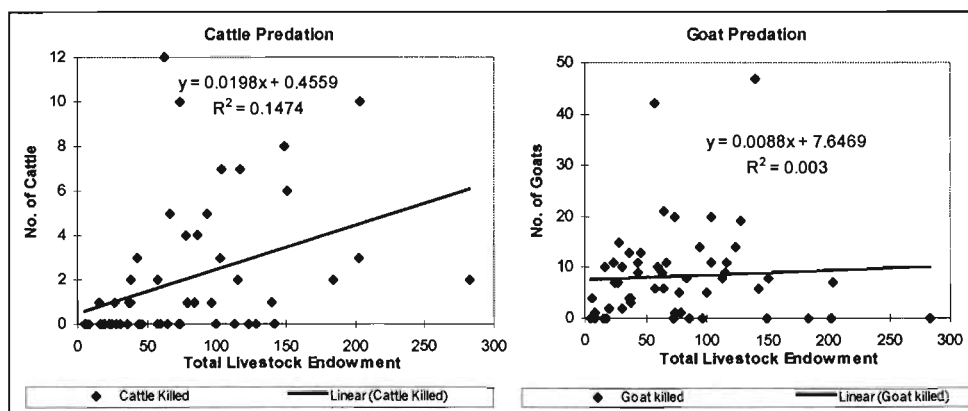 Cattle Predation
12
10
8
6
4
2
0
No. of Cattle
y = 0.0198x + 0.4559
R² = 0.1474
0 50 100 150 200 250 300
Total Livestock Endowment
Cattle Killed Linear (Cattle Killed)
Goat Predation
50
40
30
20
10
0
No. of Goats
y = 0.0088x + 7.6469
R² = 0.003
0 50 100 150 200 250 300
Total Livestock Endowment
Goat killed Linear (Goat killed)